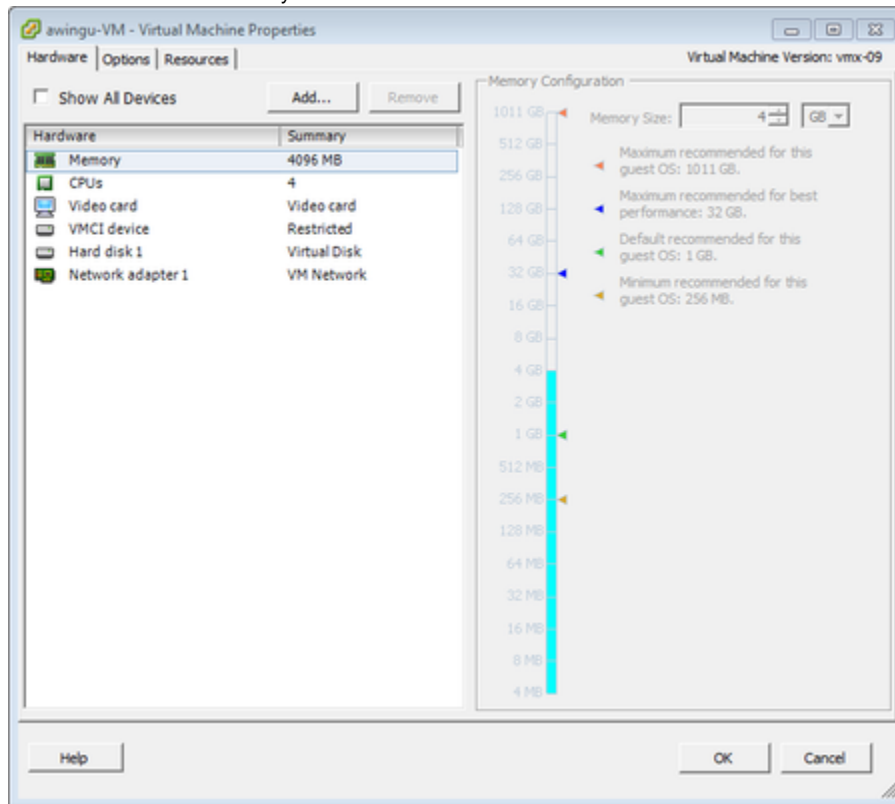 awingu-VM - Virtual Machine Properties
Hardware Options Resources
Virtual Machine Version: vmx-09
Show All Devices
Add...
Remove
Hardware Summary
Memory 4096 MB
CPUs 4
Video card Video card
VMCI device Restricted
Hard disk 1 Virtual Disk
Network adapter 1 VM Network
Memory Configuration
1011 GB
512 GB
256 GB
128 GB
64 GB
32 GB
16 GB
8 GB
4 GB
2 GB
1 GB
512 MB
256 MB
128 MB
64 MB
32 MB
16 MB
8 MB
4 MB
Memory Size: 4 GB
Maximum recommended for this
guest OS: 1011 GB.
Maximum recommended for best
performance: 32 GB.
Default recommended for this
guest OS: 1 GB.
Minimum recommended for this
guest OS: 256 MB.
Help
OK
Cancel